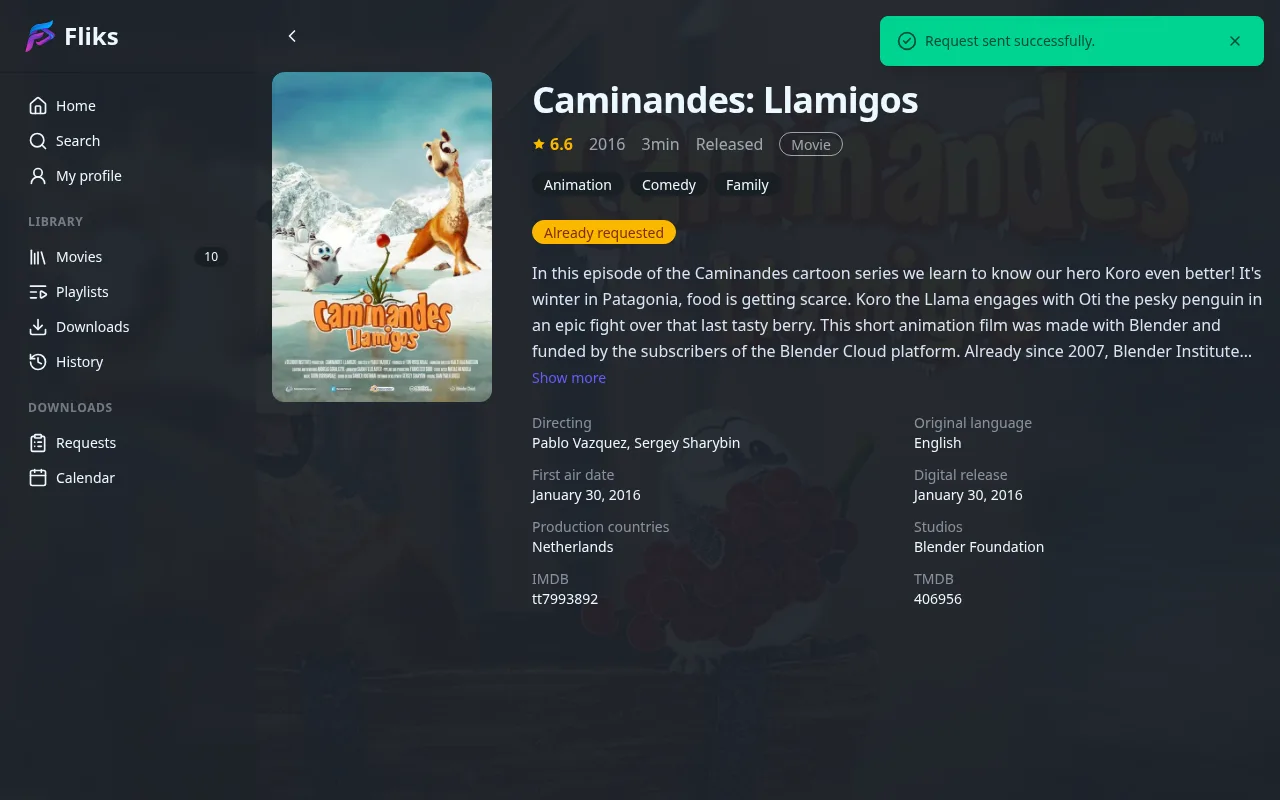 Fliks
Request sent successfully.
Home
Search
My profile
LIBRARY
Movies 10
Playlists
Downloads
History
DOWNLOADS
Requests
Calendar
Caminandes
Llamigos
Caminandes: Llamigos
6.6 2016 3min Released Movie
Animation Comedy Family
Already requested
In this episode of the Caminandes cartoon series we learn to know our hero Koro even better! It's
winter in Patagonia, food is getting scarce. Koro the Llama engages with Oti the pesky penguin in
an epic fight over that last tasty berry. This short animation film was made with Blender and
funded by the subscribers of the Blender Cloud platform. Already since 2007, Blender Institute...
Show more
Directing
Pablo Vazquez, Sergey Sharybin
Original language
English
First air date
January 30, 2016
Digital release
January 30, 2016
Production countries
Netherlands
Studios
Blender Foundation
IMDB
tt7993892
TMDB
406956
Caminandes™
Llamigos